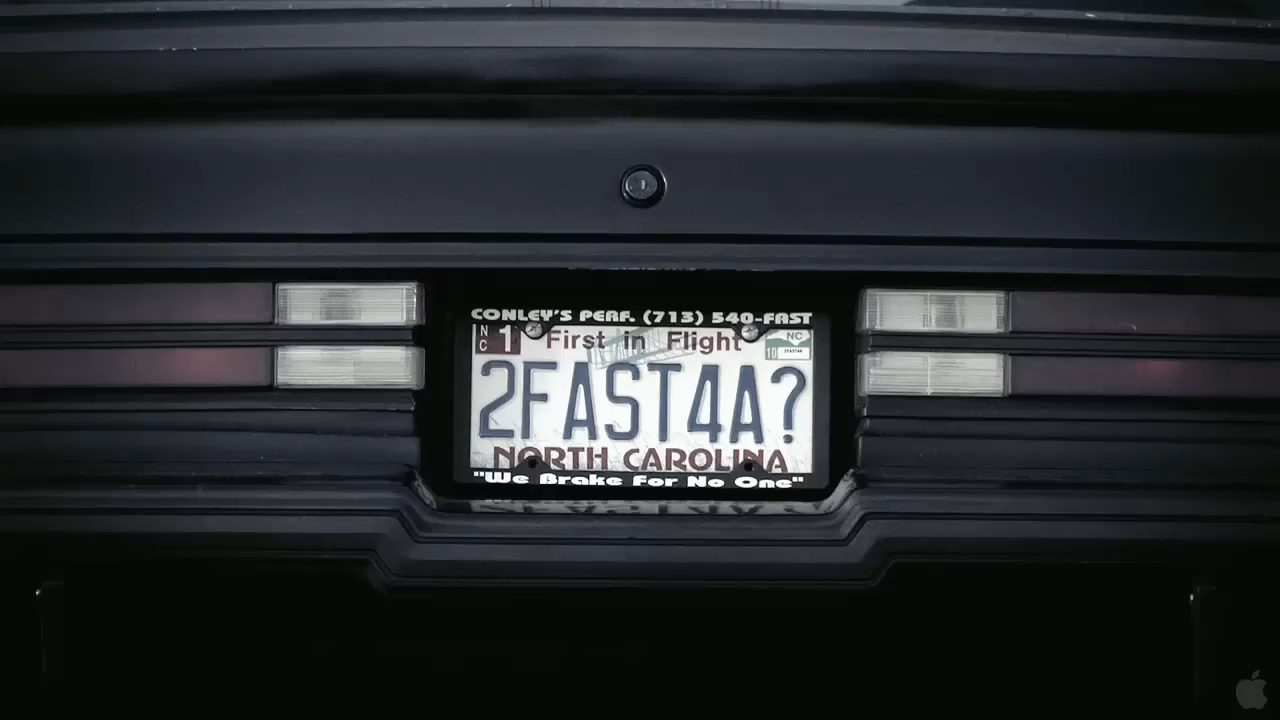 CONLEY'S PERF. (713) 540-FAST
NC 1 First in Flight NC
10 2FAST4A?
2FAST4A?
NORTH CAROLINA
"We Brake For No One"